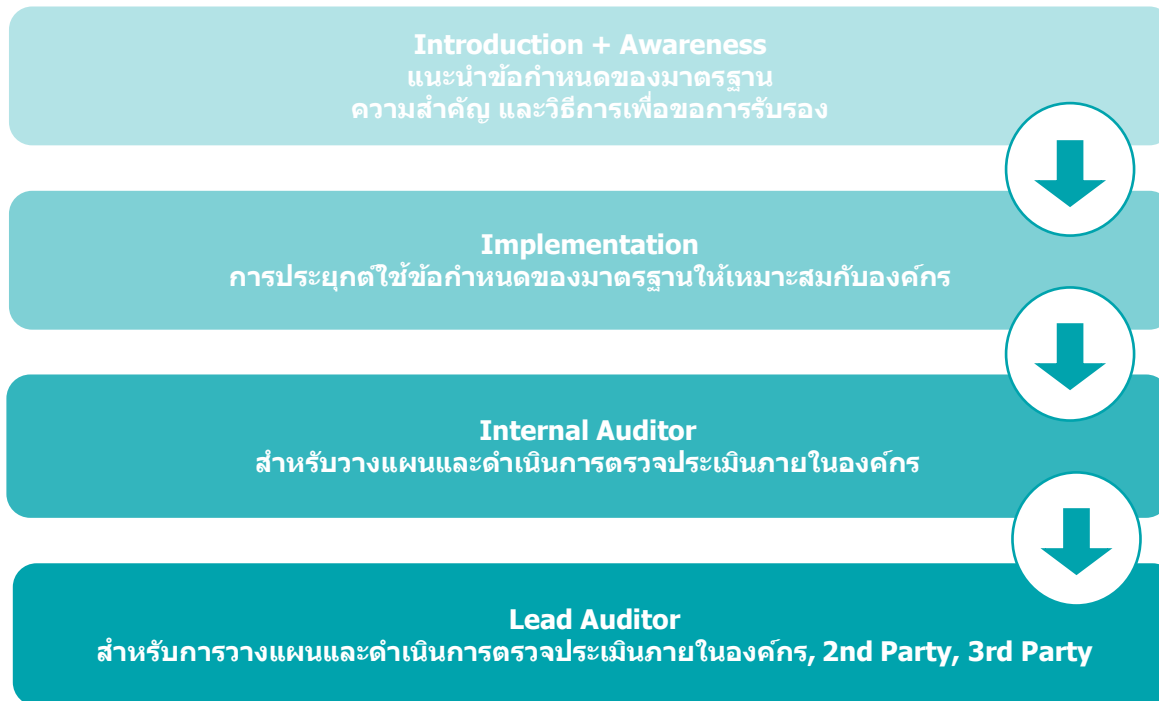 Introduction + Awareness
แนะนำข้อกำหนดของมาตรฐาน
ความสำคัญ และวิธีการเพื่อขอการรับรอง
Implementation
การประยุกต์ใช้ข้อกำหนดของมาตรฐานให้เหมาะสมกับองค์กร
Internal Auditor
สำหรับวางแผนและดำเนินการตรวจประเมินภายในองค์กร
Lead Auditor
สำหรับการวางแผนและดำเนินการตรวจประเมินภายในองค์กร, 2nd Party, 3rd Party